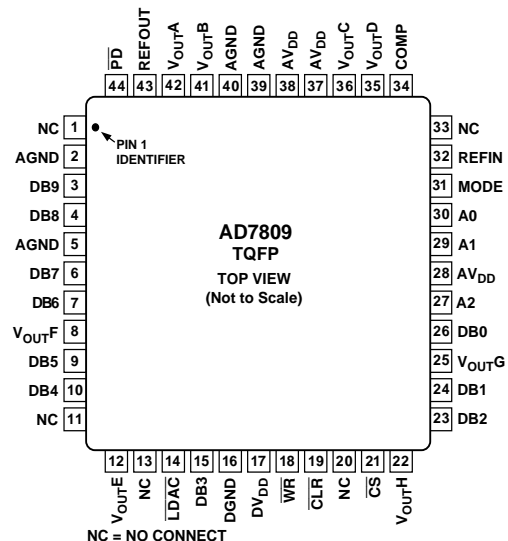 P̅D̅
REFOUT
VOUTA
VOUTB
AGND
AGND
AVDD
AVDD
VOUTC
VOUTD
COMP
44 43 42 41 40 39 38 37 36 35 34
NC 1
AGND 2
DB9 3
DB8 4
AGND 5
DB7 6
DB6 7
VOUTF 8
DB5 9
DB4 10
NC 11
PIN 1
IDENTIFIER
AD7809
TQFP
TOP VIEW
(Not to Scale)
33 NC
32 REFIN
31 MODE
30 A0
29 A1
28 AVDD
27 A2
26 DB0
25 VOUTG
24 DB1
23 DB2
12 13 14 15 16 17 18 19 20 21 22
VOUTE
NC
L̅D̅A̅C̅
DB3
DGND
DVDD
W̅R̅
C̅L̅R̅
NC
C̅S̅
VOUTH
NC = NO CONNECT